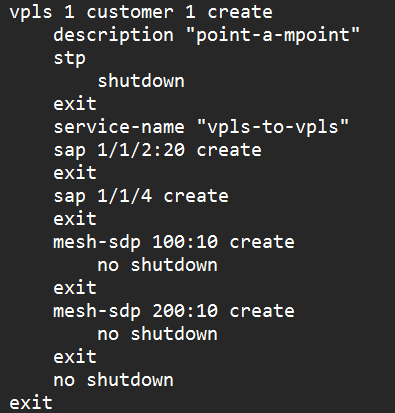 vpls 1 customer 1 create
description "point-a-mpoint"
stp
shutdown
exit
service-name "vpls-to-vpls"
sap 1/1/2:20 create
exit
sap 1/1/4 create
exit
mesh-sdp 100:10 create
no shutdown
exit
mesh-sdp 200:10 create
no shutdown
exit
no shutdown
exit